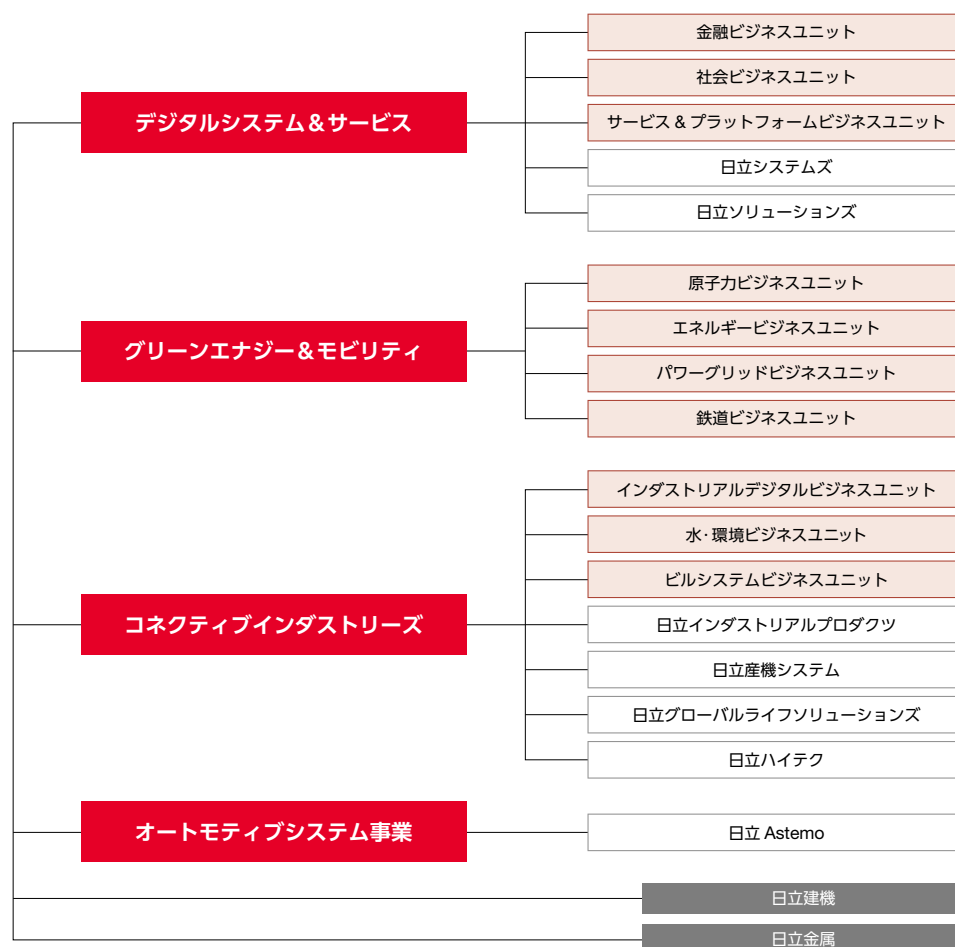 デジタルシステム＆サービス
金融ビジネスユニット
社会ビジネスユニット
サービス & プラットフォームビジネスユニット
日立システムズ
日立ソリューションズ
グリーンエナジー＆モビリティ
原子力ビジネスユニット
エネルギービジネスユニット
パワーグリッドビジネスユニット
鉄道ビジネスユニット
コネクティブインダストリーズ
インダストリアルデジタルビジネスユニット
水・環境ビジネスユニット
ビルシステムビジネスユニット
日立インダストリアルプロダクツ
日立産機システム
日立グローバルライフソリューションズ
日立ハイテク
オートモティブシステム事業
日立 Astemo
日立建機
日立金属